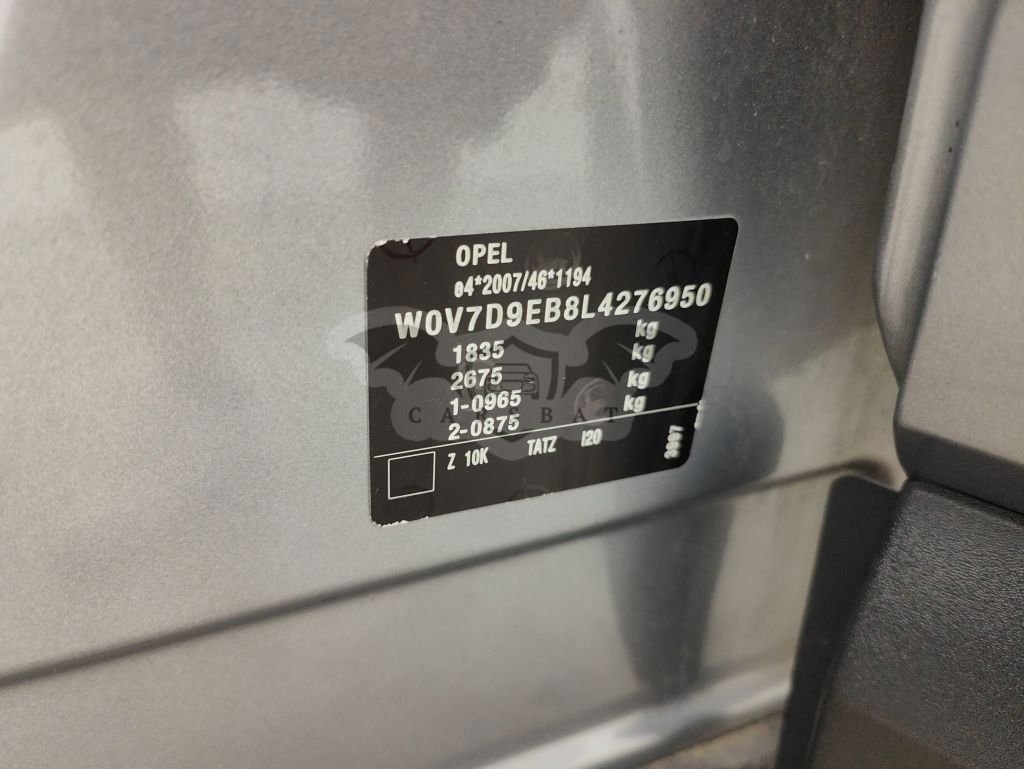 OPEL
e4*2007/46*1194
W0V7D9EB8L4276950
1835 kg
2675 kg
1-0965 kg
2-0875 kg
Z 10K TATZ I20
CARSBAT